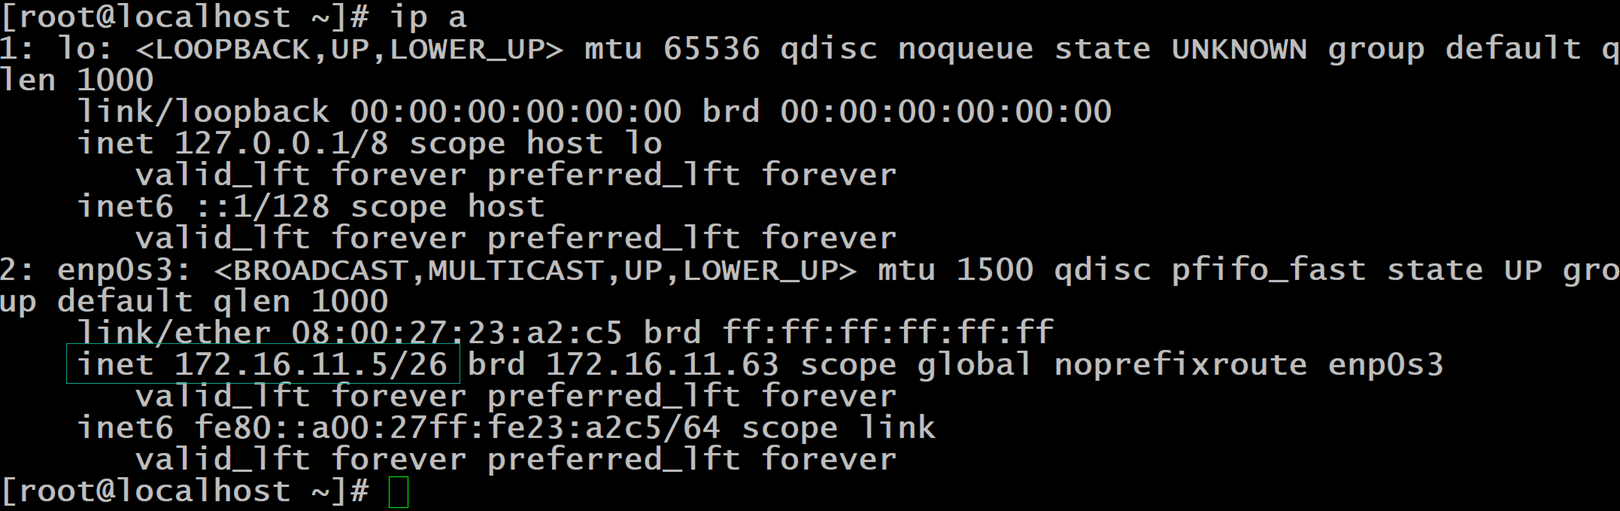 [root@localhost ~]# ip a
1: lo: <LOOPBACK,UP,LOWER_UP> mtu 65536 qdisc noqueue state UNKNOWN group default q
len 1000
    link/loopback 00:00:00:00:00:00 brd 00:00:00:00:00:00
    inet 127.0.0.1/8 scope host lo
       valid_lft forever preferred_lft forever
    inet6 ::1/128 scope host
       valid_lft forever preferred_lft forever
2: enp0s3: <BROADCAST,MULTICAST,UP,LOWER_UP> mtu 1500 qdisc pfifo_fast state UP gro
up default qlen 1000
    link/ether 08:00:27:23:a2:c5 brd ff:ff:ff:ff:ff:ff
    inet 172.16.11.5/26 brd 172.16.11.63 scope global noprefixroute enp0s3
       valid_lft forever preferred_lft forever
    inet6 fe80::a00:27ff:fe23:a2c5/64 scope link
       valid_lft forever preferred_lft forever
[root@localhost ~]#